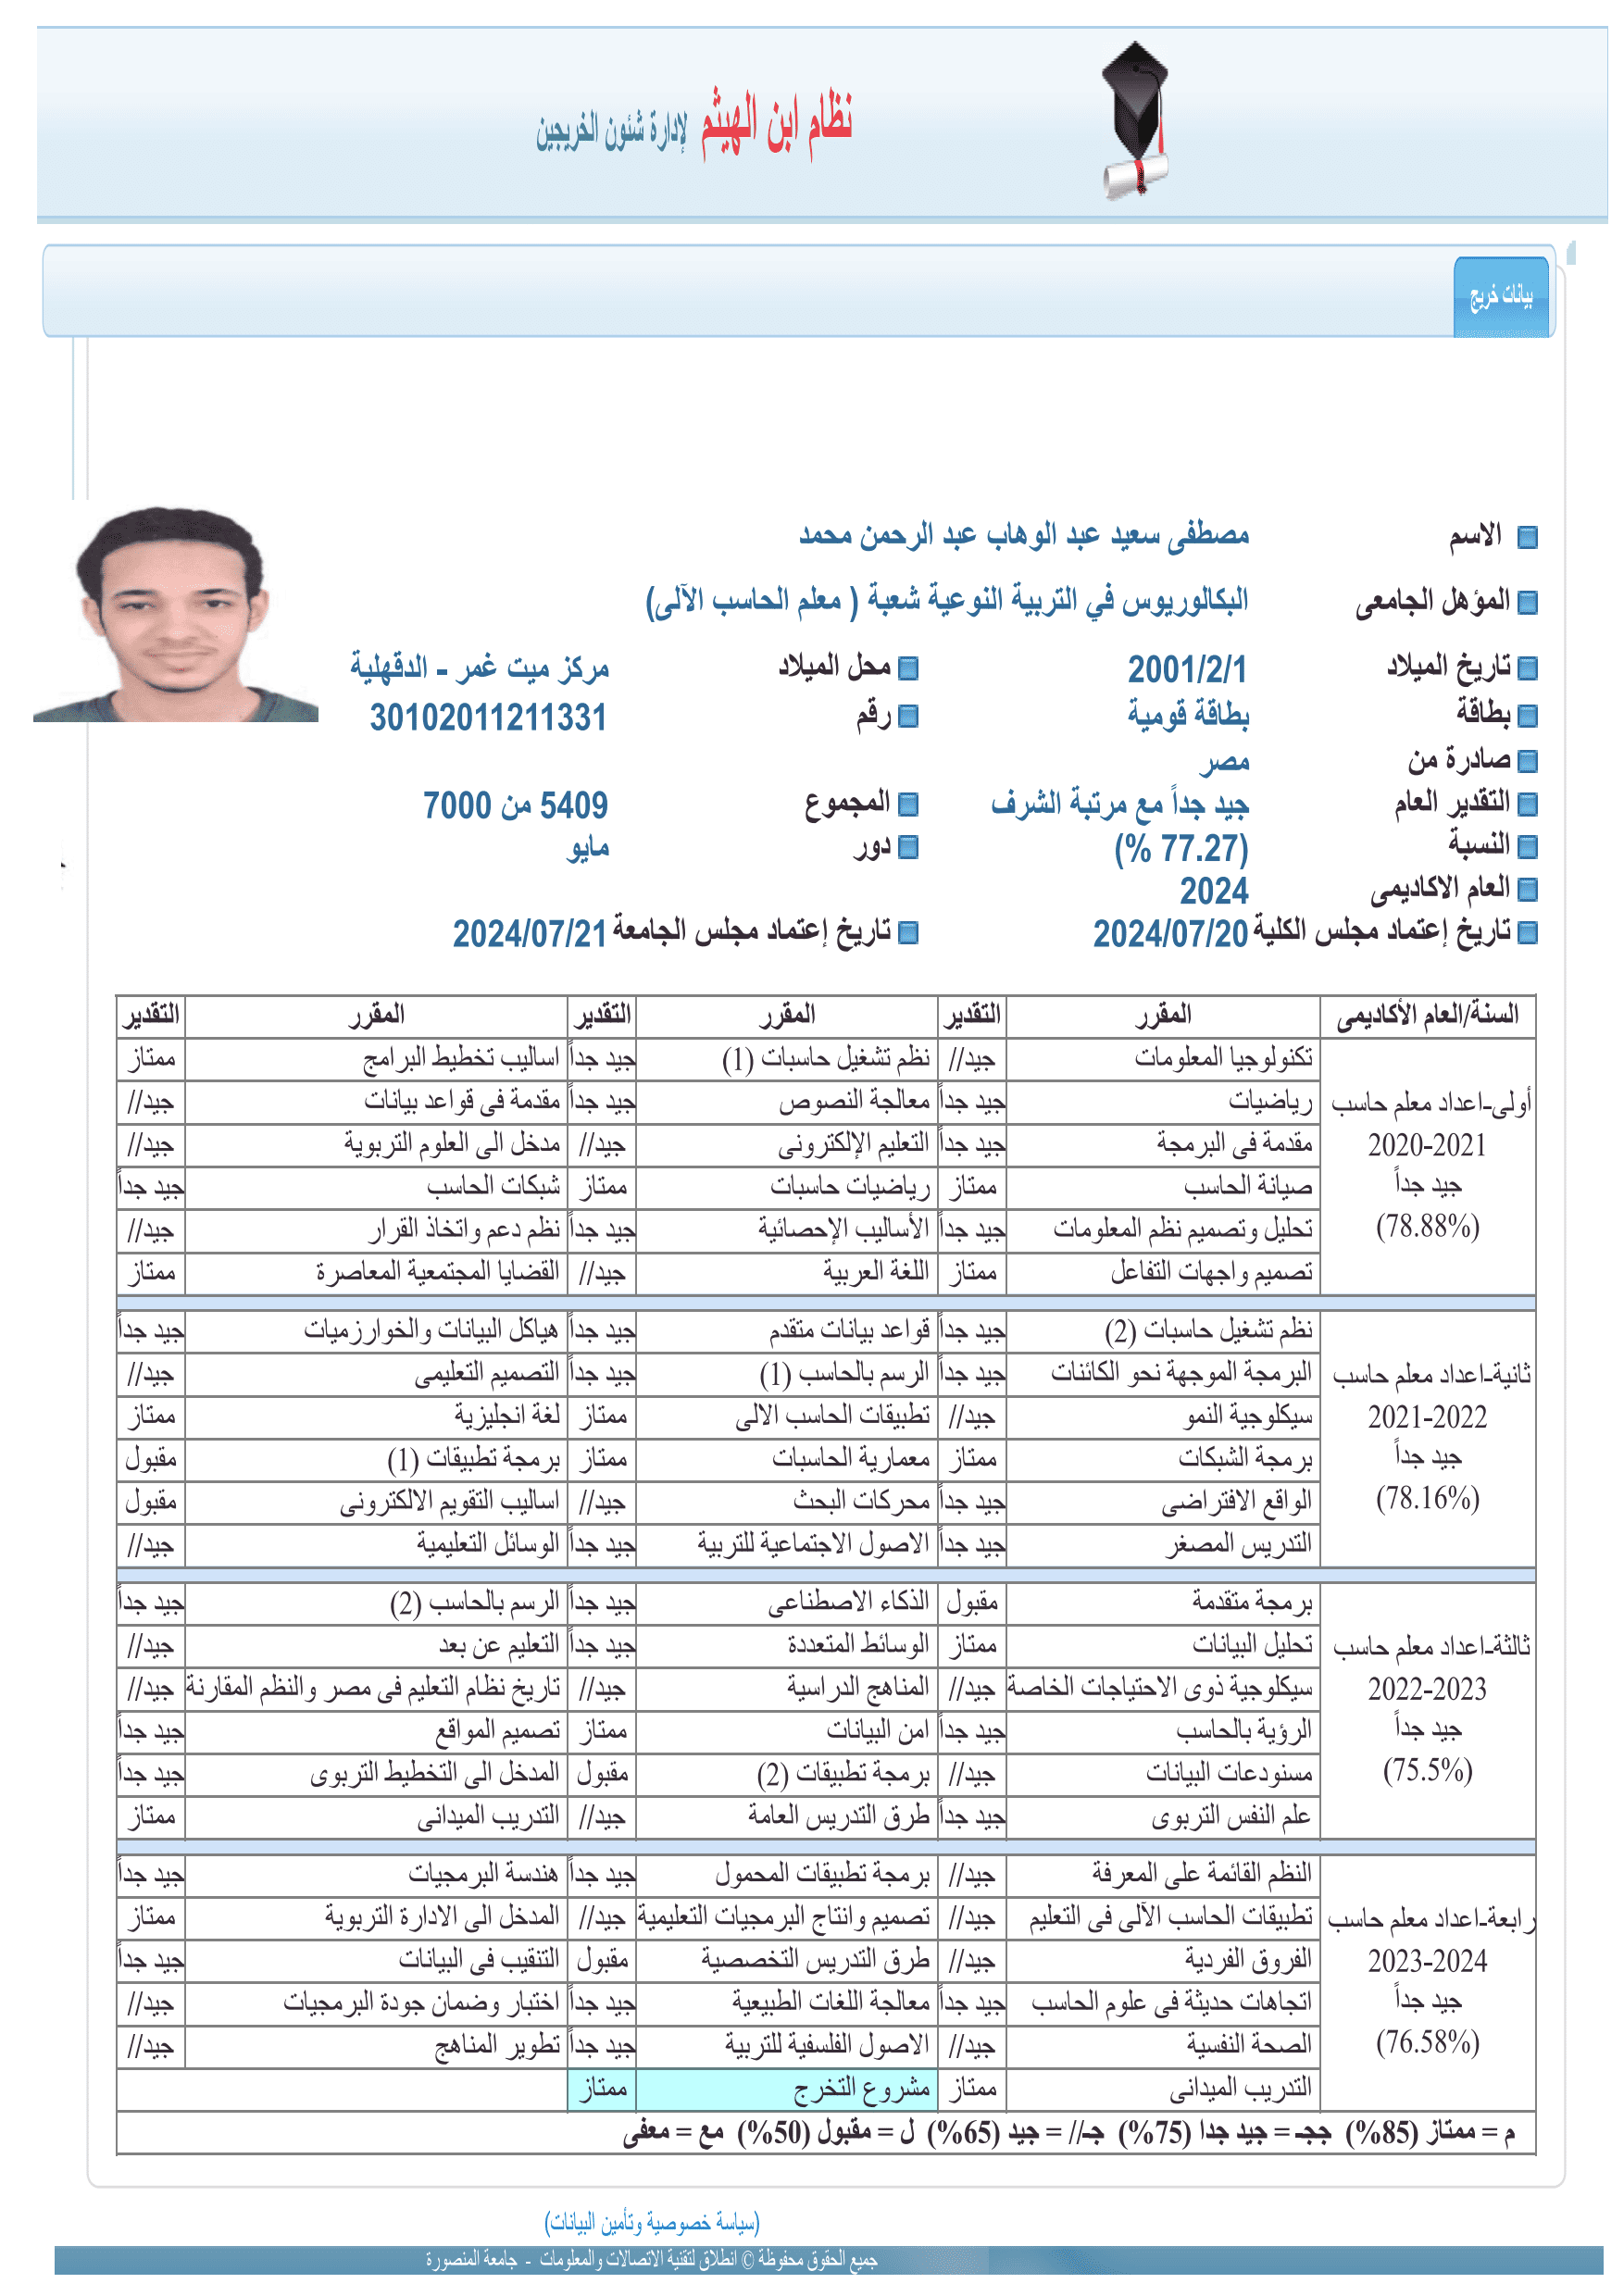 نظام ابن الهيثم لإدارة شئون الخريجين
بيانات خريج
الاسم مصطفى سعيد عبد الوهاب عبد الرحمن محمد
المؤهل الجامعى البكالوريوس في التربية النوعية شعبة ( معلم الحاسب الآلى)
تاريخ الميلاد 2001/2/1 محل الميلاد مركز ميت غمر - الدقهلية
بطاقة بطاقة قومية رقم 30102011211331
صادرة من مصر
التقدير العام جيد جداً مع مرتبة الشرف المجموع 5409 من 7000
النسبة (77.27 %) دور مايو
العام الاكاديمى 2024
تاريخ إعتماد مجلس الكلية 2024/07/20 تاريخ إعتماد مجلس الجامعة 2024/07/21
السنة/العام الأكاديمى المقرر التقدير المقرر التقدير المقرر التقدير
أولى-اعداد معلم حاسب
2020-2021
جيد جداً
(78.88%)
تكنولوجيا المعلومات جيد// نظم تشغيل حاسبات (1) جيد جداً اساليب تخطيط البرامج ممتاز
رياضيات جيد جداً معالجة النصوص جيد جداً مقدمة فى قواعد بيانات جيد//
مقدمة فى البرمجة جيد جداً التعليم الإلكترونى جيد// مدخل الى العلوم التربوية جيد//
صيانة الحاسب ممتاز رياضيات حاسبات ممتاز شبكات الحاسب جيد جداً
تحليل وتصميم نظم المعلومات جيد جداً الأساليب الإحصائية جيد جداً نظم دعم واتخاذ القرار جيد//
تصميم واجهات التفاعل ممتاز اللغة العربية جيد// القضايا المجتمعية المعاصرة ممتاز
ثانية-اعداد معلم حاسب
2021-2022
جيد جداً
(78.16%)
نظم تشغيل حاسبات (2) جيد جداً قواعد بيانات متقدم جيد جداً هياكل البيانات والخوارزميات جيد جداً
البرمجة الموجهة نحو الكائنات جيد جداً الرسم بالحاسب (1) جيد جداً التصميم التعليمى جيد//
سيكلوجية النمو جيد// تطبيقات الحاسب الالى ممتاز لغة انجليزية ممتاز
برمجة الشبكات ممتاز معمارية الحاسبات ممتاز برمجة تطبيقات (1) مقبول
الواقع الافتراضى جيد جداً محركات البحث جيد// اساليب التقويم الالكترونى مقبول
التدريس المصغر جيد جداً الاصول الاجتماعية للتربية جيد جداً الوسائل التعليمية جيد//
ثالثة-اعداد معلم حاسب
2022-2023
جيد جداً
(75.5%)
برمجة متقدمة مقبول الذكاء الاصطناعى جيد جداً الرسم بالحاسب (2) جيد جداً
تحليل البيانات ممتاز الوسائط المتعددة جيد جداً التعليم عن بعد جيد//
سيكلوجية ذوى الاحتياجات الخاصة جيد// المناهج الدراسية جيد// تاريخ نظام التعليم فى مصر والنظم المقارنة جيد//
الرؤية بالحاسب جيد جداً امن البيانات ممتاز تصميم المواقع جيد جداً
مستودعات البيانات جيد// برمجة تطبيقات (2) مقبول المدخل الى التخطيط التربوى جيد جداً
علم النفس التربوى جيد جداً طرق التدريس العامة جيد// التدريب الميدانى ممتاز
رابعة-اعداد معلم حاسب
2023-2024
جيد جداً
(76.58%)
النظم القائمة على المعرفة جيد// برمجة تطبيقات المحمول جيد جداً هندسة البرمجيات جيد جداً
تطبيقات الحاسب الآلى فى التعليم جيد// تصميم وانتاج البرمجيات التعليمية جيد// المدخل الى الادارة التربوية ممتاز
الفروق الفردية جيد// طرق التدريس التخصصية مقبول التنقيب فى البيانات جيد جداً
اتجاهات حديثة فى علوم الحاسب جيد جداً معالجة اللغات الطبيعية جيد جداً اختبار وضمان جودة البرمجيات جيد//
الصحة النفسية جيد// الاصول الفلسفية للتربية جيد جداً تطوير المناهج جيد//
التدريب الميدانى ممتاز مشروع التخرج ممتاز
م = ممتاز (85%) ججـ = جيد جدا (75%) جـ// = جيد (65%) ل = مقبول (50%) مع = معفى
(سياسة خصوصية وتأمين البيانات)
جميع الحقوق محفوظة © انطلاق لتقنية الاتصالات والمعلومات - جامعة المنصورة